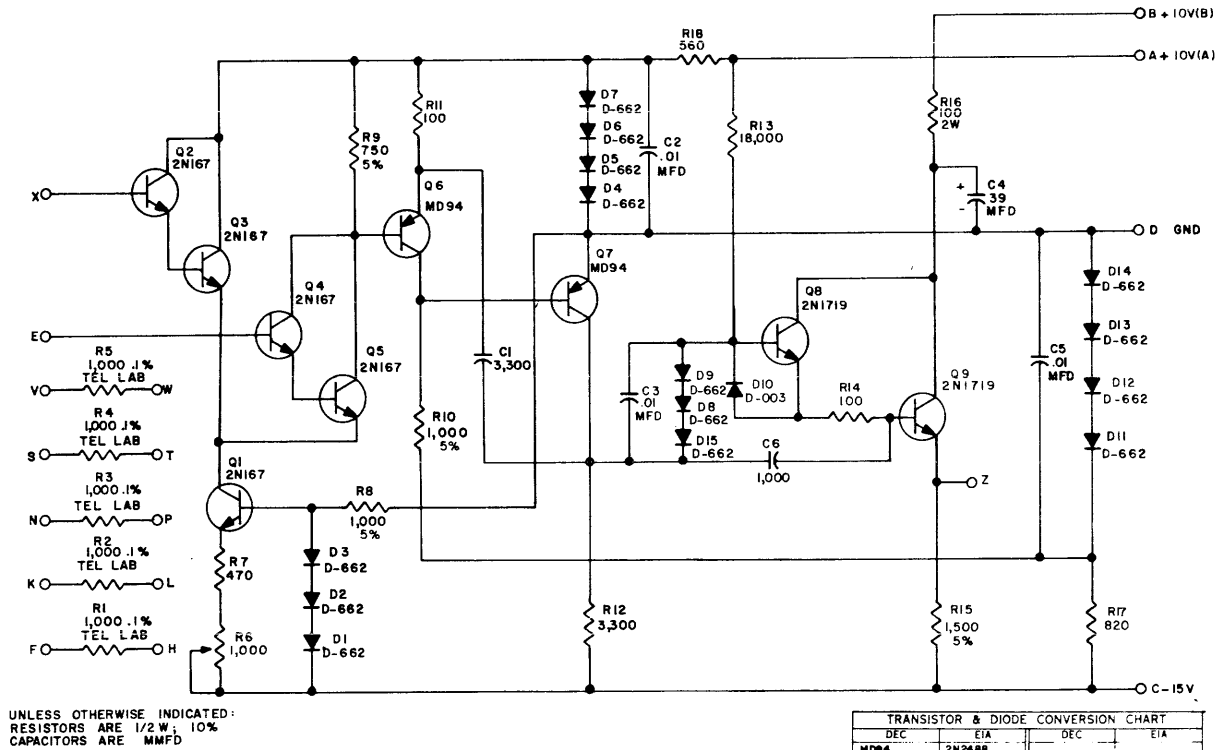 B + 10V(B)
R18
560
A + 10V(A)
D7
D-662
R11
100
R16
100
2W
R9
750
5%
D6
D-662
C2
.01
MFD
R13
18,000
Q2
2N167
D5
D-662
D4
D-662
Q6
MD94
C4
39
MFD
+
-
X
Q3
2N167
D GND
Q7
MD94
Q4
2N167
Q8
2N1719
D14
D-662
D13
D-662
E
R5
1,000 .1%
TEL LAB
V
W
Q5
2N167
C1
3,300
C3
.01
MFD
D9
D-662
D8
D-662
D15
D-662
D10
D-003
R14
100
Q9
2N1719
C5
.01
MFD
D12
D-662
D11
D-662
R4
1,000 .1%
TEL LAB
S
T
R10
1,000
5%
C6
1,000
Q1
2N167
R3
1,000 .1%
TEL LAB
N
P
R8
1,000
5%
Z
R2
1,000 .1%
TEL LAB
K
L
R7
470
D3
D-662
D2
D-662
D1
D-662
R1
1,000 .1%
TEL LAB
F
H
R6
1,000
R12
3,300
R15
1,500
5%
R17
820
C-15V
UNLESS OTHERWISE INDICATED:
RESISTORS ARE 1/2 W; 10%
CAPACITORS ARE MMFD
TRANSISTOR & DIODE CONVERSION CHART
DEC EIA DEC EIA
MD94 2N2488